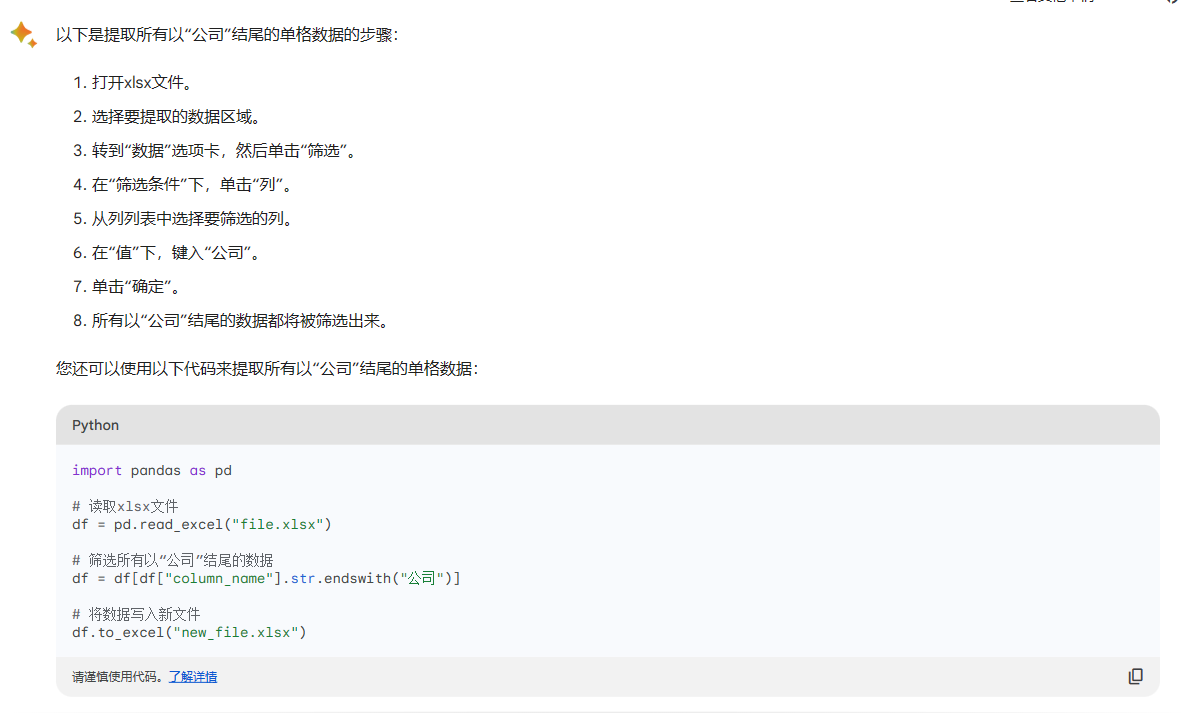 以下是提取所有以“公司”结尾的单格数据的步骤：
1. 打开xlsx文件。
2. 选择要提取的数据区域。
3. 转到“数据”选项卡，然后单击“筛选”。
4. 在“筛选条件”下，单击“列”。
5. 从列列表中选择要筛选的列。
6. 在“值”下，键入“公司”。
7. 单击“确定”。
8. 所有以“公司”结尾的数据都将被筛选出来。
您还可以使用以下代码来提取所有以“公司”结尾的单格数据：
Python
import pandas as pd
# 读取xlsx文件
df = pd.read_excel("file.xlsx")
# 筛选所有以“公司”结尾的数据
df = df[df["column_name"].str.endswith("公司")]
# 将数据写入新文件
df.to_excel("new_file.xlsx")
请谨慎使用代码。了解详情